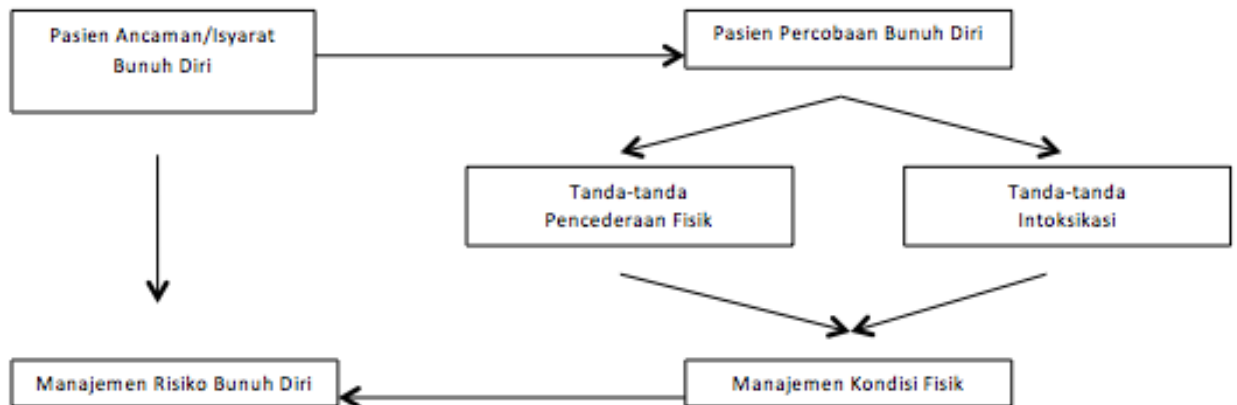 Pasien Ancaman/Isyarat
Bunuh Diri
Pasien Percobaan Bunuh Diri
Tanda-tanda
Pencederaan Fisik
Tanda-tanda
Intoksikasi
Manajemen Risiko Bunuh Diri
Manajemen Kondisi Fisik